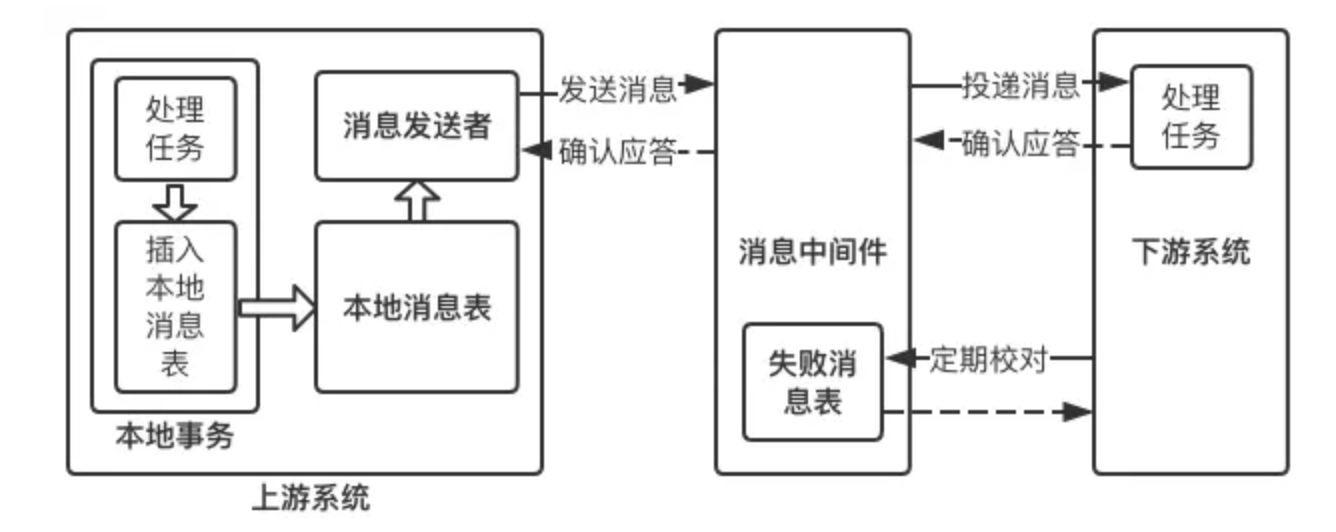 处理
任务
插入
本地
消息
表
本地事务
消息发送者
本地消息表
上游系统
发送消息
确认应答
消息中间件
失败消
息表
投递消息
确认应答
定期校对
处理
任务
下游系统